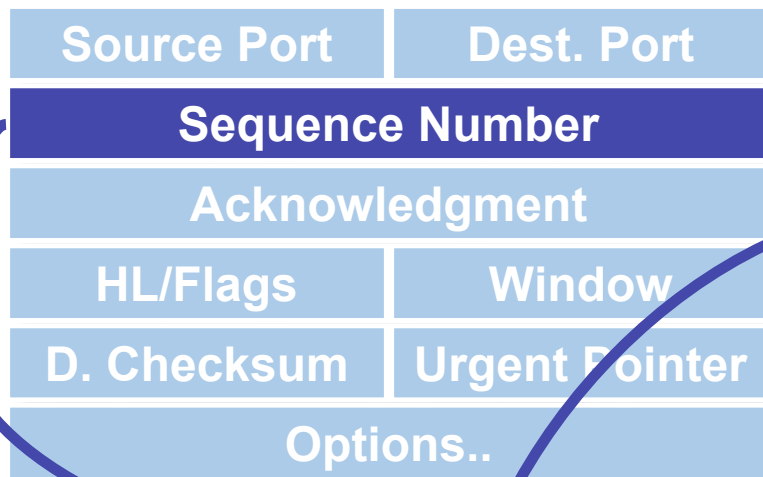 Source Port Dest. Port
Sequence Number
Acknowledgment
HL/Flags Window
D. Checksum Urgent Pointer
Options..